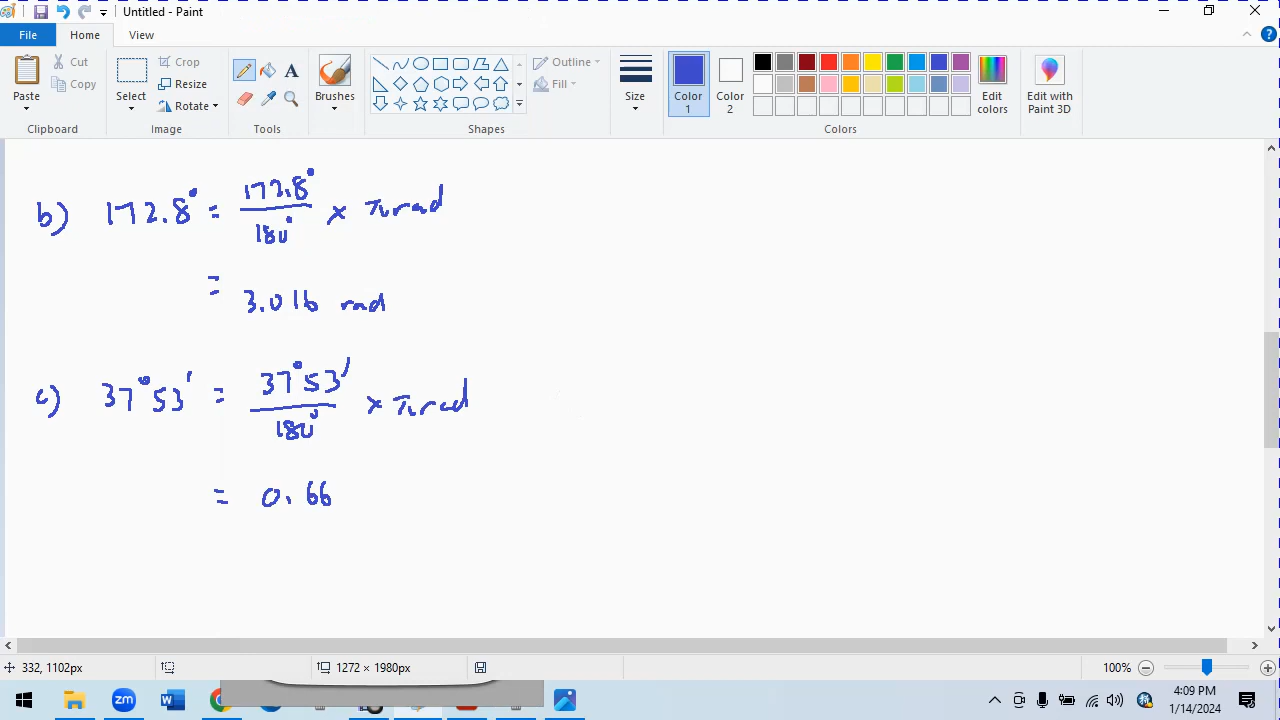 Untitled - Paint
File Home View
Paste Cut Copy
Clipboard
Select Crop Resize Rotate
Image
A
Tools
Brushes
Outline Fill
Shapes
Size
Color 1
Color 2
Edit colors
Colors
Edit with Paint 3D
b) 172.8° = 172.8°/180° × π rad
= 3.016 rad
c) 37°53′ = 37°53′/180° × π rad
= 0.66
332, 1102px 1272 × 1980px 100%
zm W 4:09 PM
1/14/2024